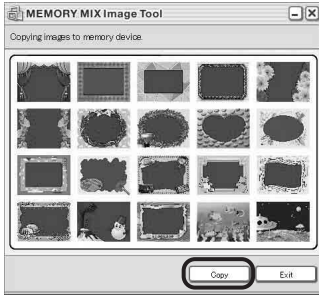 MEMORY MIX Image Tool
Copying images to memory device.
Copy
Exit